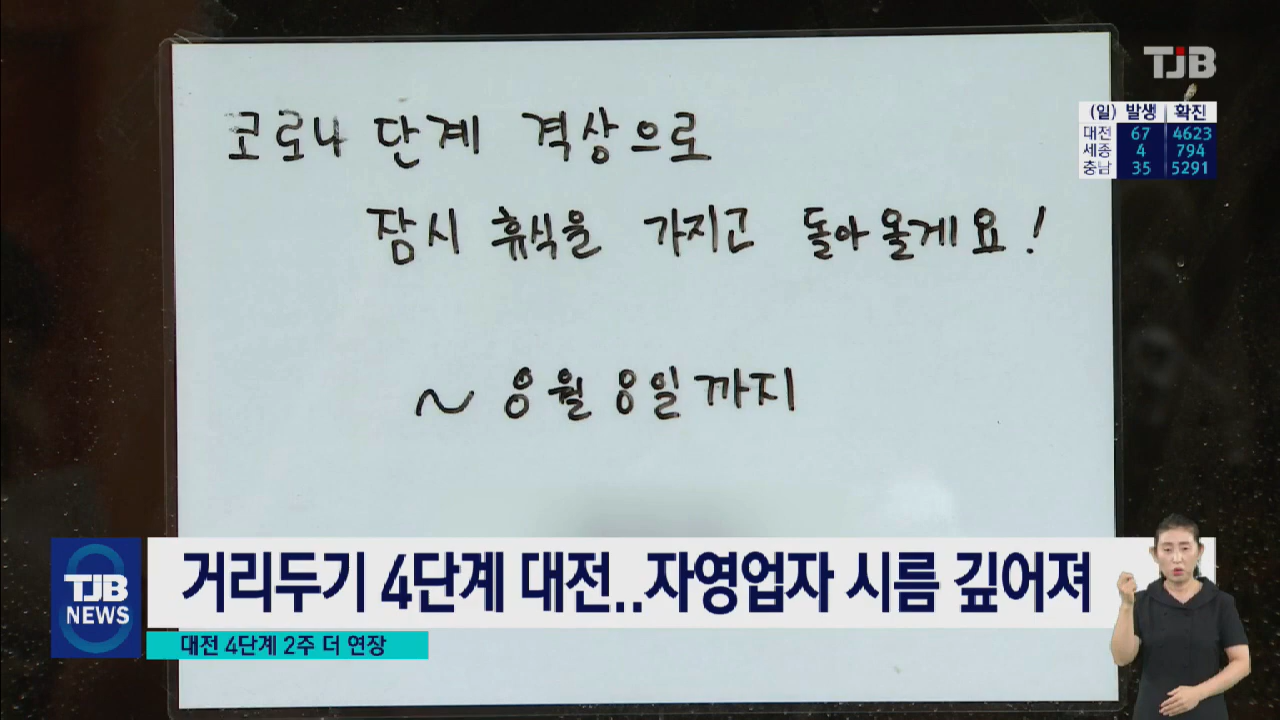 TJB
(일) 발생 확진
대전 67 4623
세종 4 794
충남 35 5291
코로나 단계 격상으로
잠시 휴식을 가지고 돌아올게요!
~ 8월 8일까지
TJB
NEWS
거리두기 4단계 대전..자영업자 시름 깊어져
대전 4단계 2주 더 연장